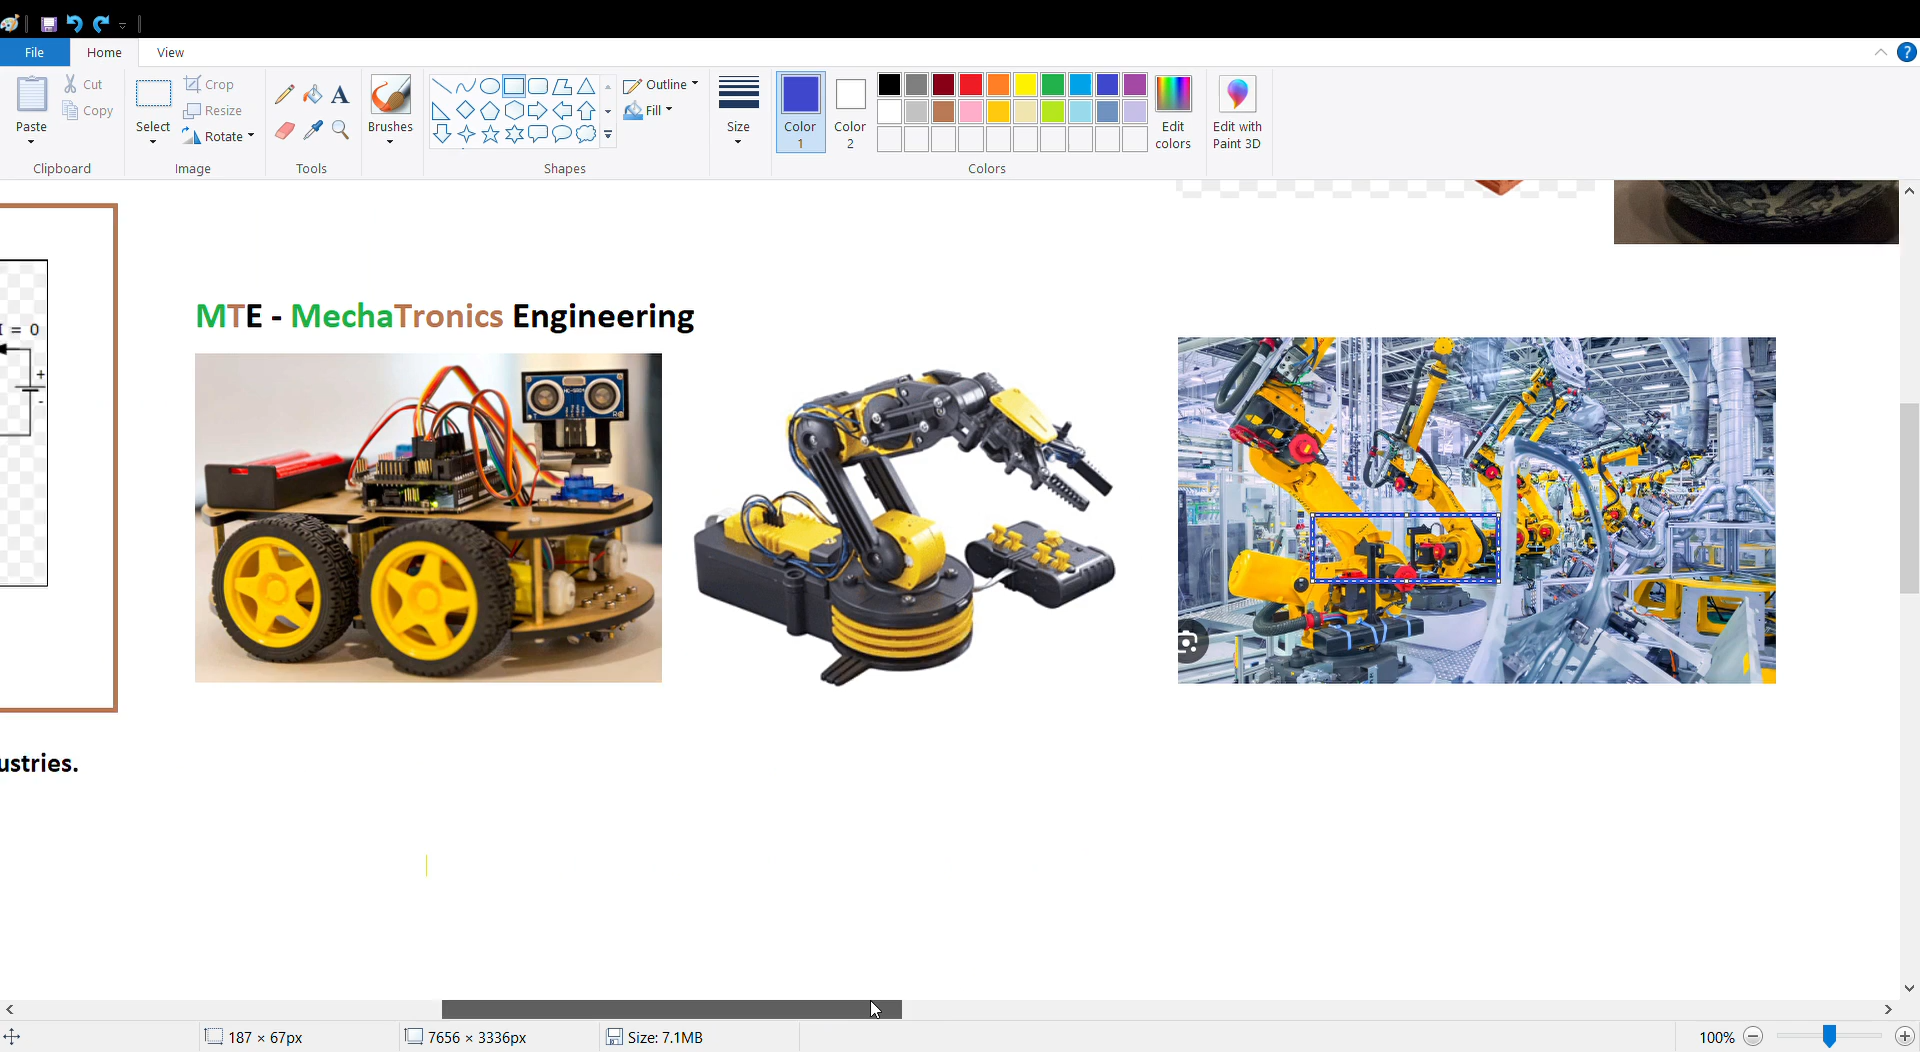 File Home View
Paste
Cut
Copy
Clipboard
Select
Crop
Resize
Rotate
Image
Tools
Brushes
Shapes
Outline
Fill
Size
Color
1
Color
2
Colors
Edit
colors
Edit with
Paint 3D
?
I = 0
+
-
MTE - MechaTronics Engineering
HC-SR04
T
R
ustries.
187 × 67px
7656 × 3336px
Size: 7.1MB
100%